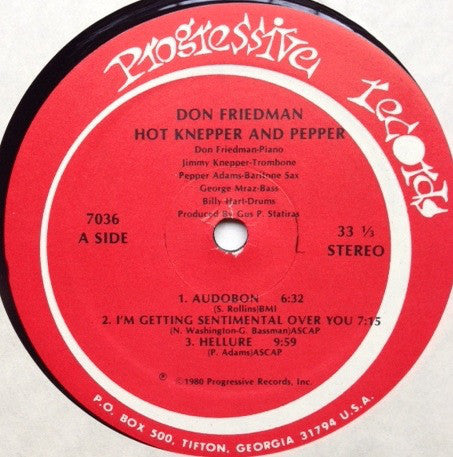 Progressive records
DON FRIEDMAN
HOT KNEPPER AND PEPPER
Don Friedman-Piano
Jimmy Knepper-Trombone
Pepper Adams-Baritone Sax
George Mraz-Bass
Billy Hart-Drums
Produced by Gus P. Statiras
7036
A SIDE
33 ⅓
STEREO
1. AUDOBON 6:32
(S. Rollins)BMI
2. I'M GETTING SENTIMENTAL OVER YOU 7:15
(N. Washington-G. Bassman)ASCAP
3. HELLURE 9:59
(P. Adams)ASCAP
℗ ©1980 Progressive Records, Inc.
P.O. BOX 500, TIFTON, GEORGIA 31794 U.S.A.